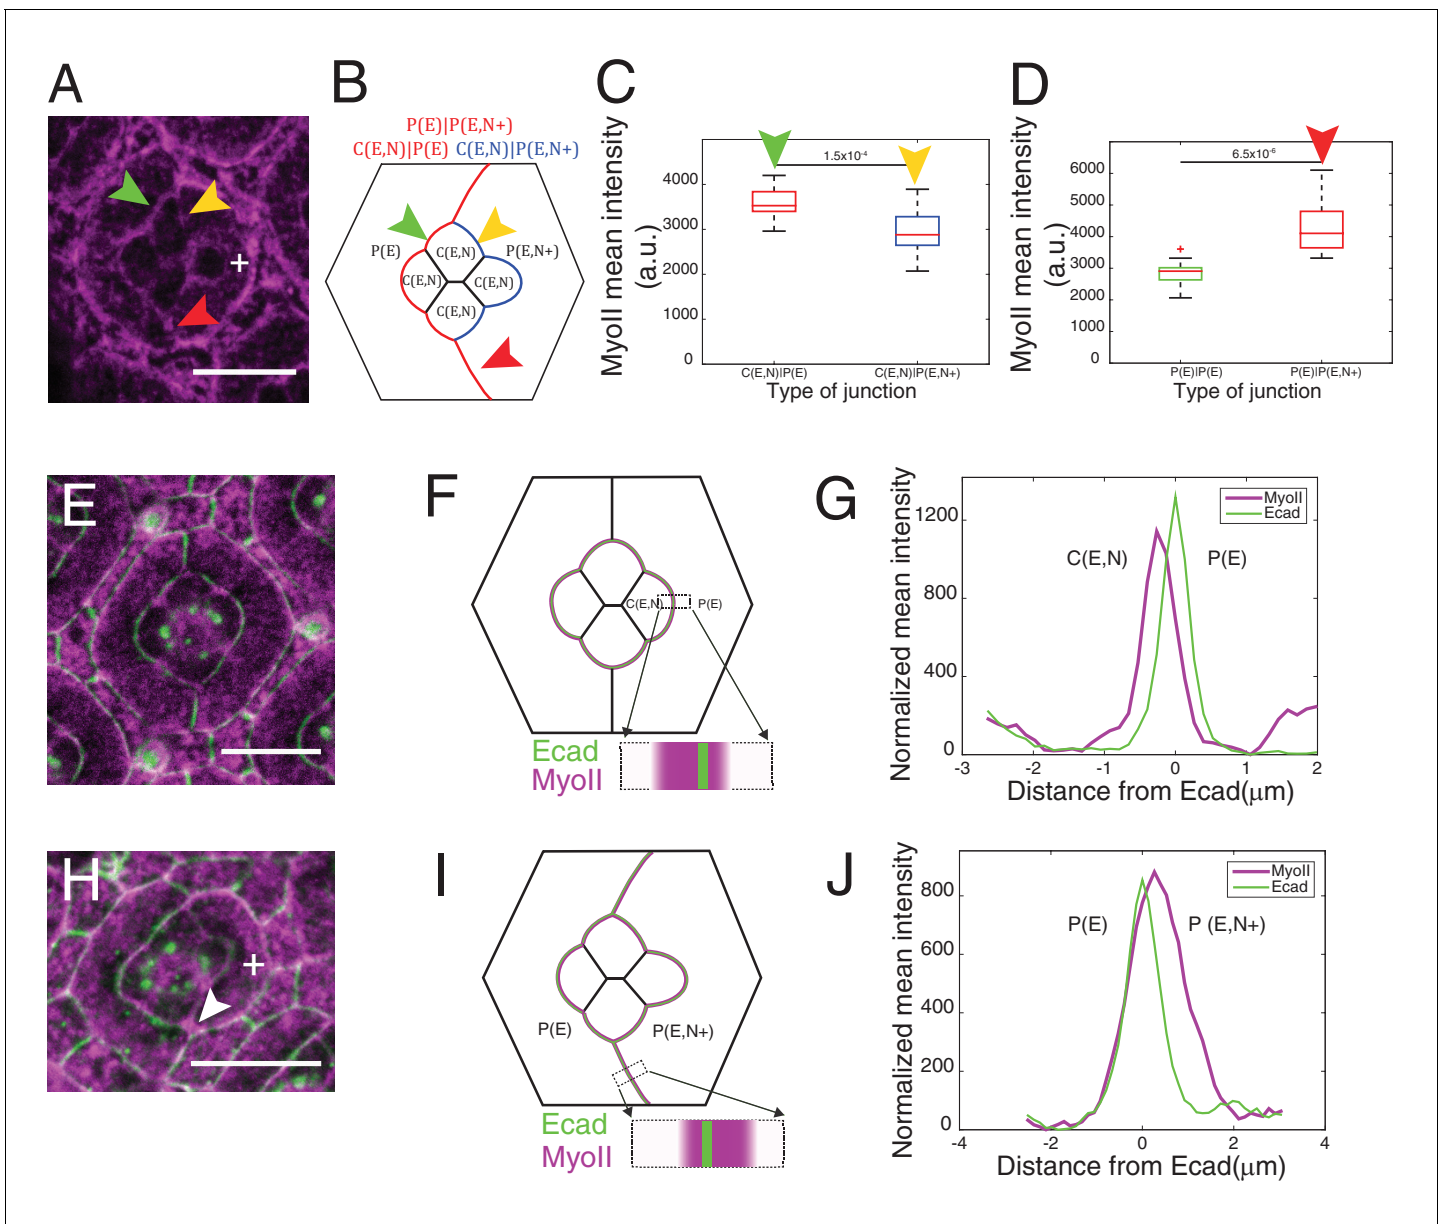 A
B
P(E)|P(E,N+)
C(E,N)|P(E) C(E,N)|P(E,N+)
P(E)
C(E,N)
P(E,N+)
C(E,N)
C(E,N)
C(E,N)
C
MyoII mean intensity
(a.u.)
4000
3000
2000
1000
0
1.5x10-4
C(E,N)|P(E)
C(E,N)|P(E,N+)
Type of junction
D
MyoII mean intensity
(a.u.)
6000
5000
4000
3000
2000
1000
0
6.5x10-6
P(E)|P(E)
P(E)|P(E,N+)
Type of junction
E
F
C(E,N)
P(E)
Ecad
MyoII
G
Normalized mean intensity
1200
800
400
0
MyoII
Ecad
C(E,N)
P(E)
-3
-2
-1
0
1
2
Distance from Ecad(μm)
H
I
P(E)
P(E,N+)
Ecad
MyoII
J
Normalized mean intensity
800
600
400
200
0
MyoII
Ecad
P(E)
P (E,N+)
-4
-2
0
2
4
Distance from Ecad(μm)